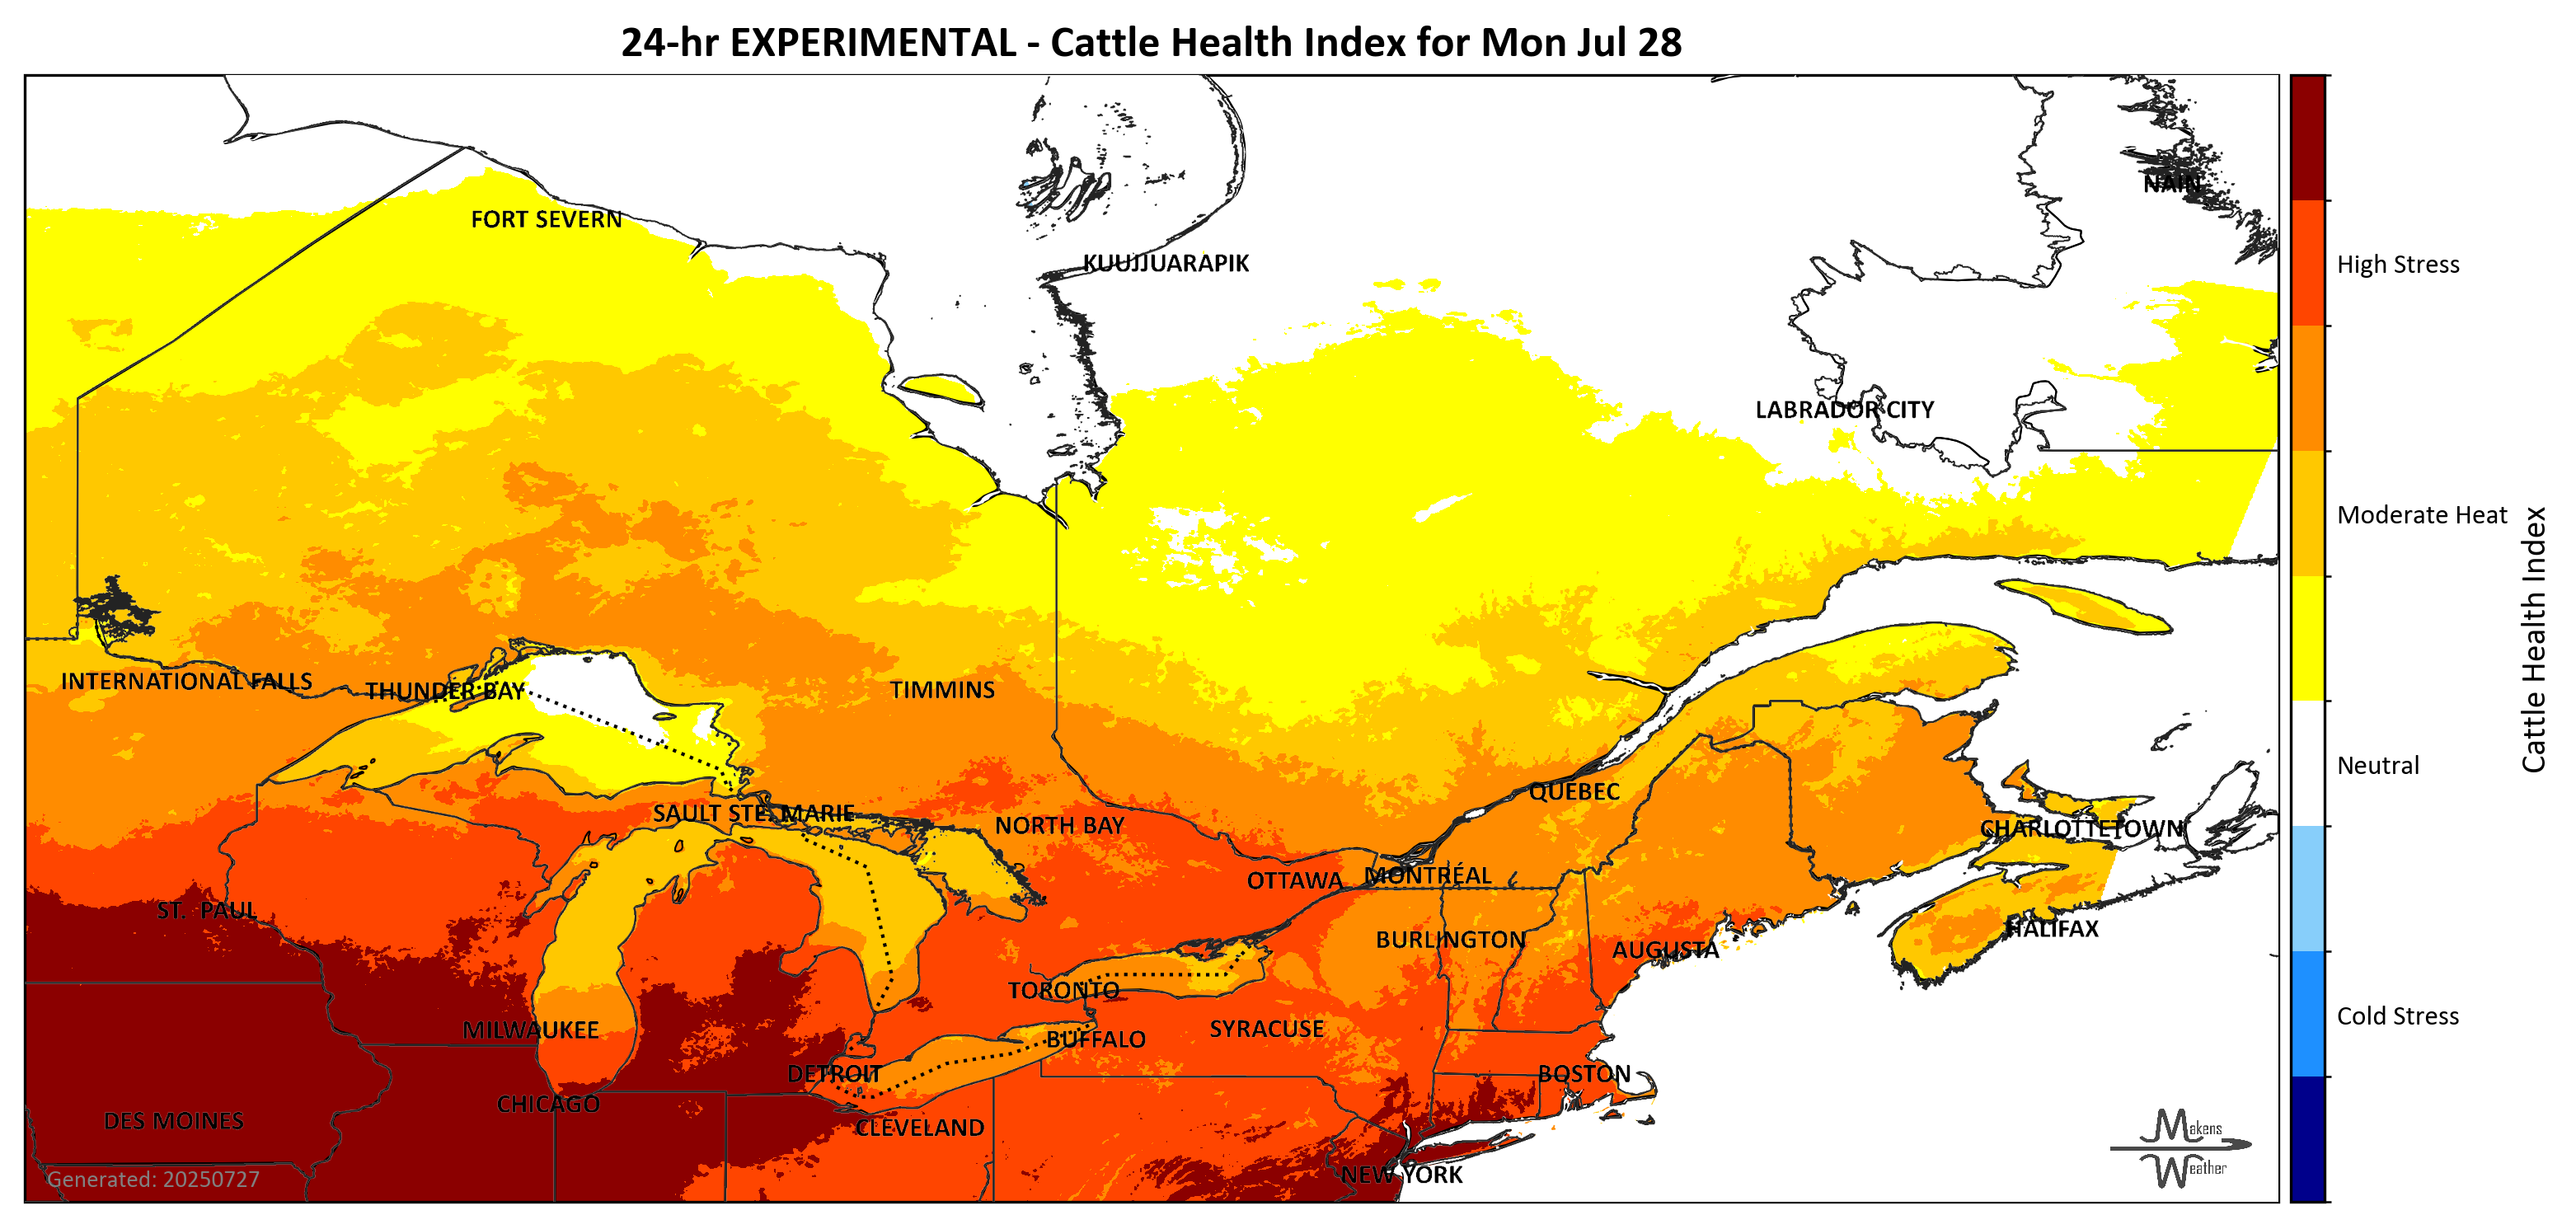 24-hr EXPERIMENTAL - Cattle Health Index for Mon Jul 28
NAIN
FORT SEVERN
KUUJJUARAPIK
High Stress
LABRADOR CITY
Moderate Heat
INTERNATIONAL FALLS
THUNDER BAY
TIMMINS
Cattle Health Index
Neutral
QUEBEC
SAULT STE. MARIE
NORTH BAY
CHARLOTTETOWN
OTTAWA
MONTRÉAL
ST. PAUL
HALIFAX
BURLINGTON
AUGUSTA
TORONTO
Cold Stress
MILWAUKEE
SYRACUSE
BUFFALO
DETROIT
BOSTON
CHICAGO
DES MOINES
CLEVELAND
Makens
Weather
NEW YORK
Generated: 20250727